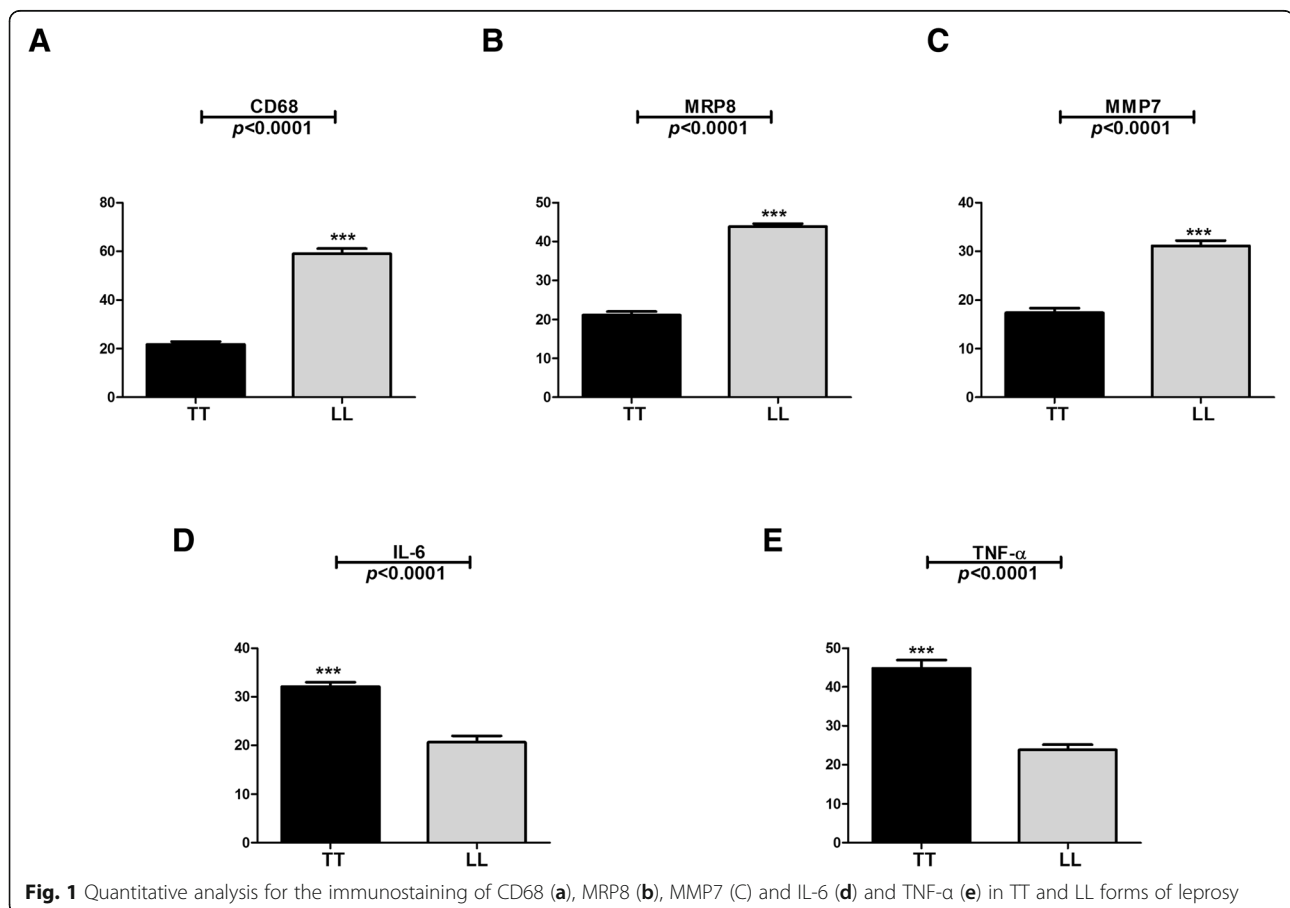 A
B
C
CD68
p<0.0001
MRP8
p<0.0001
MMP7
p<0.0001
80
60
40
20
0
***
TT
LL
50
40
30
20
10
0
***
TT
LL
40
30
20
10
0
***
TT
LL
D
E
IL-6
p<0.0001
TNF-α
p<0.0001
40
30
20
10
0
***
TT
LL
50
40
30
20
10
0
***
TT
LL
Fig. 1 Quantitative analysis for the immunostaining of CD68 (a), MRP8 (b), MMP7 (C) and IL-6 (d) and TNF-α (e) in TT and LL forms of leprosy